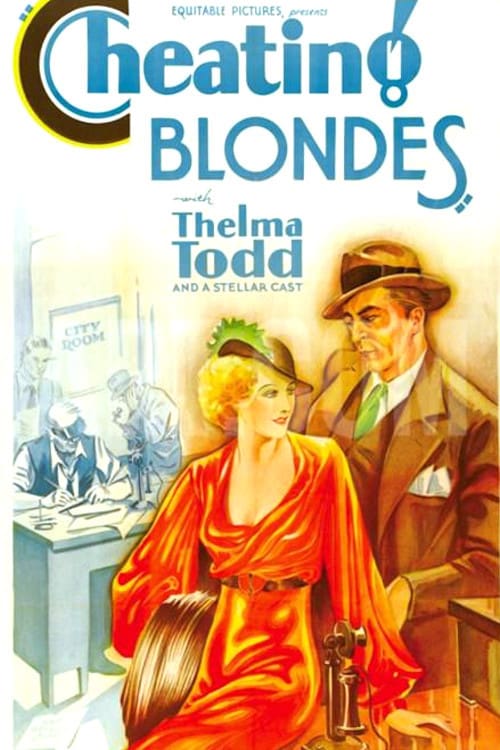 EQUITABLE PICTURES, presents
"Cheating!
BLONDES"
with
Thelma
Todd
AND A STELLAR CAST
CITY
ROOM